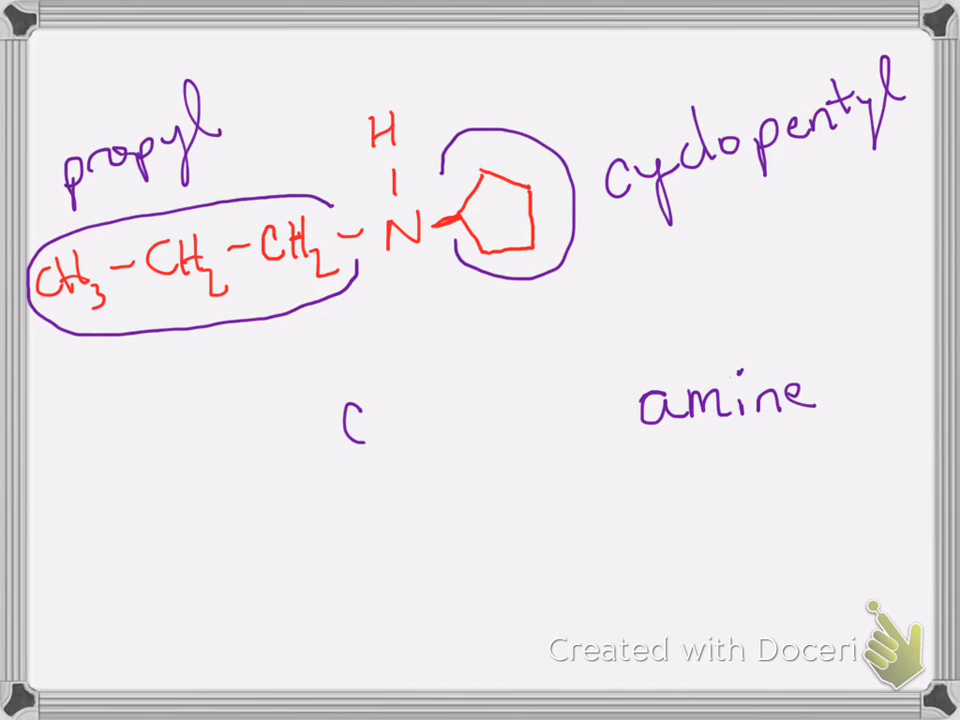 propyl
cyclopentyl
H
CH₃ – CH₂ – CH₂ – N
C
amine
Created with Doceri